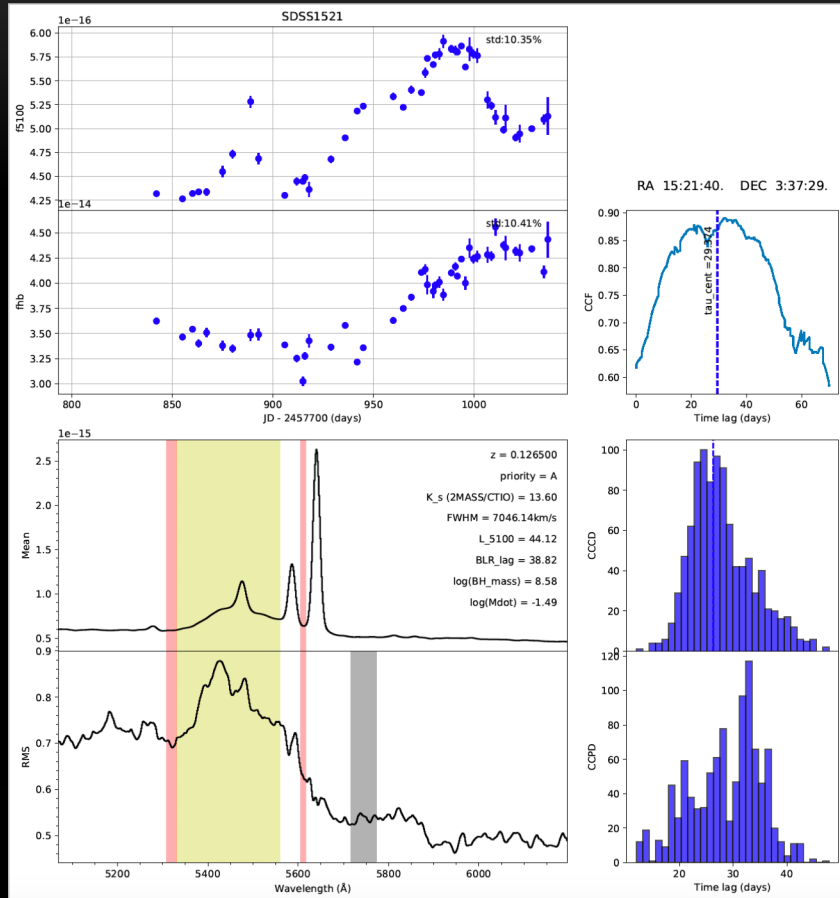 SDSS1521
1e−16
std:10.35%
6.00
5.75
5.50
5.25
5.00
4.75
4.50
4.25
f5100
1e−14
std:10.41%
4.50
4.25
4.00
3.75
3.50
3.25
3.00
fhb
800 850 900 950 1000
JD - 2457700 (days)
RA 15:21:40. DEC 3:37:29.
0.90
0.85
0.80
0.75
0.70
0.65
0.60
CCF
0 20 40 60
Time lag (days)
1e−15
2.5
2.0
1.5
1.0
0.5
Mean
z = 0.126500
priority = A
K_s (2MASS/CTIO) = 13.60
FWHM = 7046.14km/s
L_5100 = 44.12
BLR_lag = 38.82
log(BH_mass) = 8.58
log(Mdot) = -1.49
0.9
0.8
0.7
0.6
0.5
RMS
5200 5400 5600 5800 6000
Wavelength (Å)
100
80
60
40
20
CCCD
120
100
80
60
40
20
0
CCPD
20 30 40
Time lag (days)